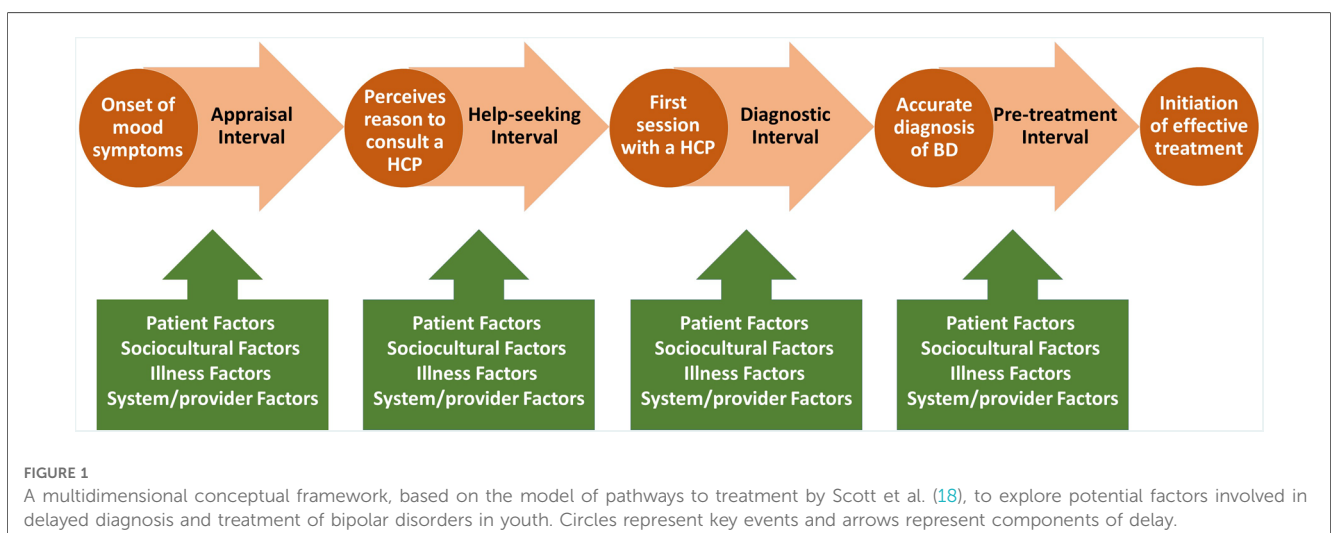 Onset of
mood
symptoms
Appraisal
Interval
Perceives
reason to
consult a
HCP
Help-seeking
Interval
First
session
with a HCP
Diagnostic
Interval
Accurate
diagnosis
of BD
Pre-treatment
Interval
Initiation
of effective
treatment
Patient Factors
Sociocultural Factors
Illness Factors
System/provider Factors
Patient Factors
Sociocultural Factors
Illness Factors
System/provider Factors
Patient Factors
Sociocultural Factors
Illness Factors
System/provider Factors
Patient Factors
Sociocultural Factors
Illness Factors
System/provider Factors
FIGURE 1
A multidimensional conceptual framework, based on the model of pathways to treatment by Scott et al. (18), to explore potential factors involved in
delayed diagnosis and treatment of bipolar disorders in youth. Circles represent key events and arrows represent components of delay.